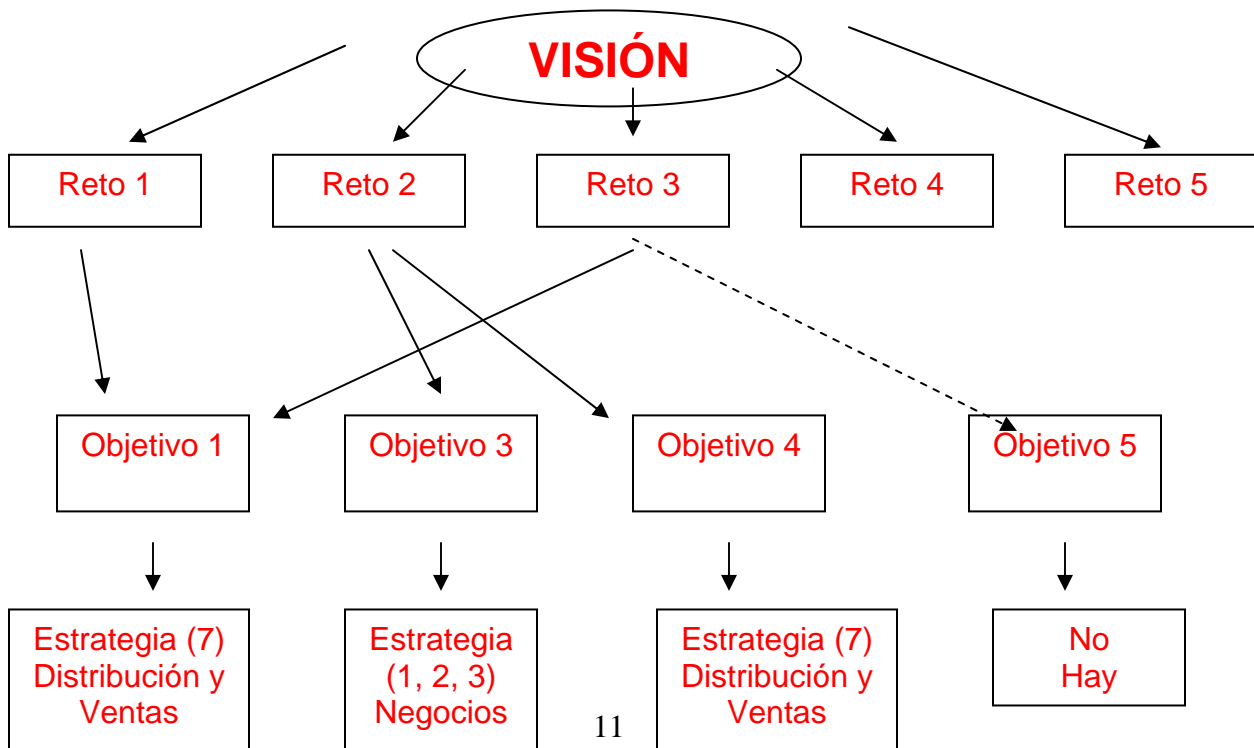 VISIÓN
Reto 1
Reto 2
Reto 3
Reto 4
Reto 5
Objetivo 1
Objetivo 3
Objetivo 4
Objetivo 5
Estrategia (7)
Distribución y
Ventas
Estrategia
(1, 2, 3)
Negocios
Estrategia (7)
Distribución y
Ventas
No
Hay
11